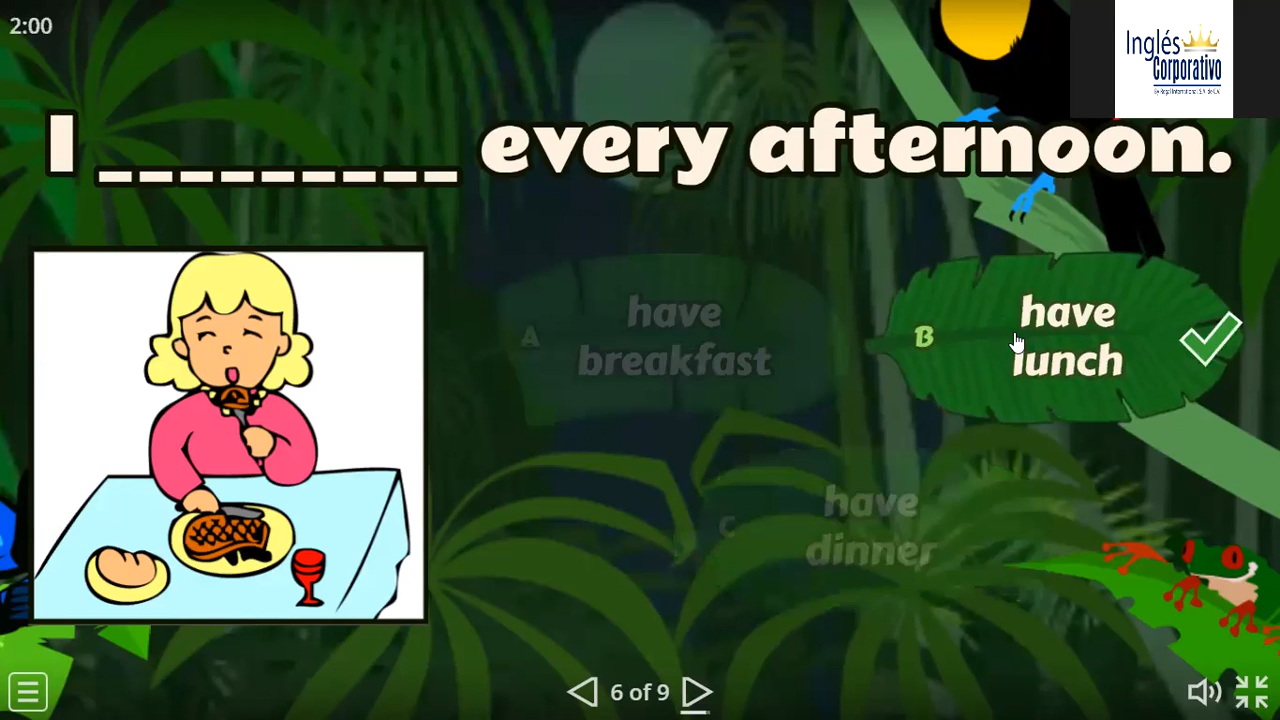 2:00
Inglés
Corporativo
I _________ every afternoon.
A have
breakfast
B have
lunch
C have
dinner
6 of 9